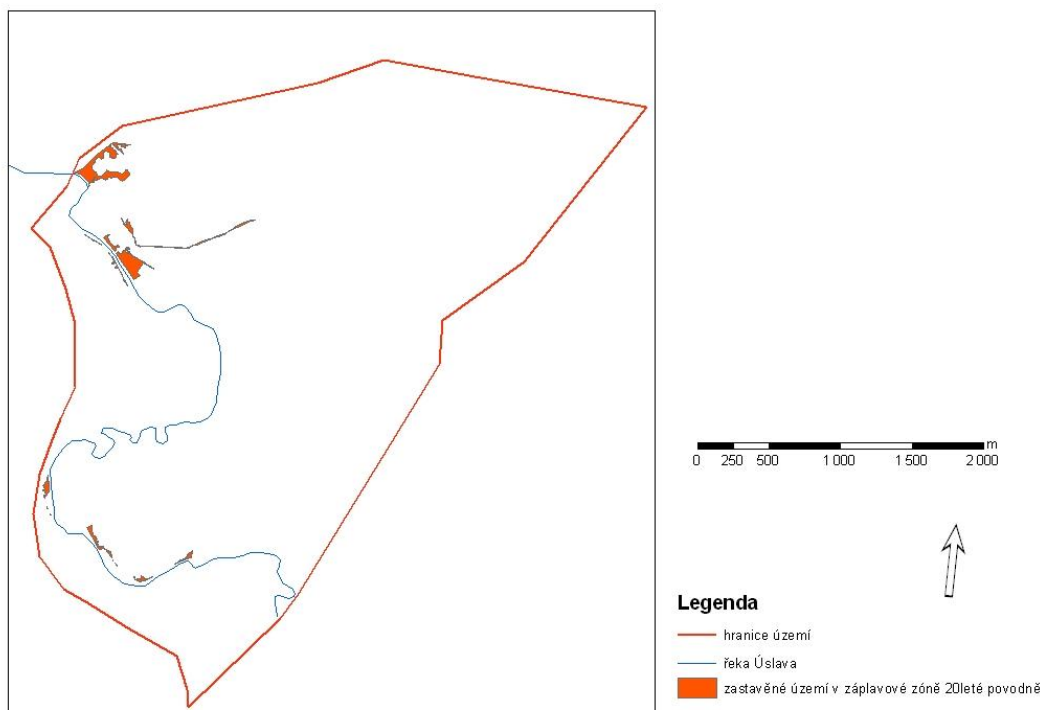 m
0 250 500 1 000 1 500 2 000
Legenda
hranice území
řeka Úslava
zastavěné území v záplavové zóně 20leté povodně